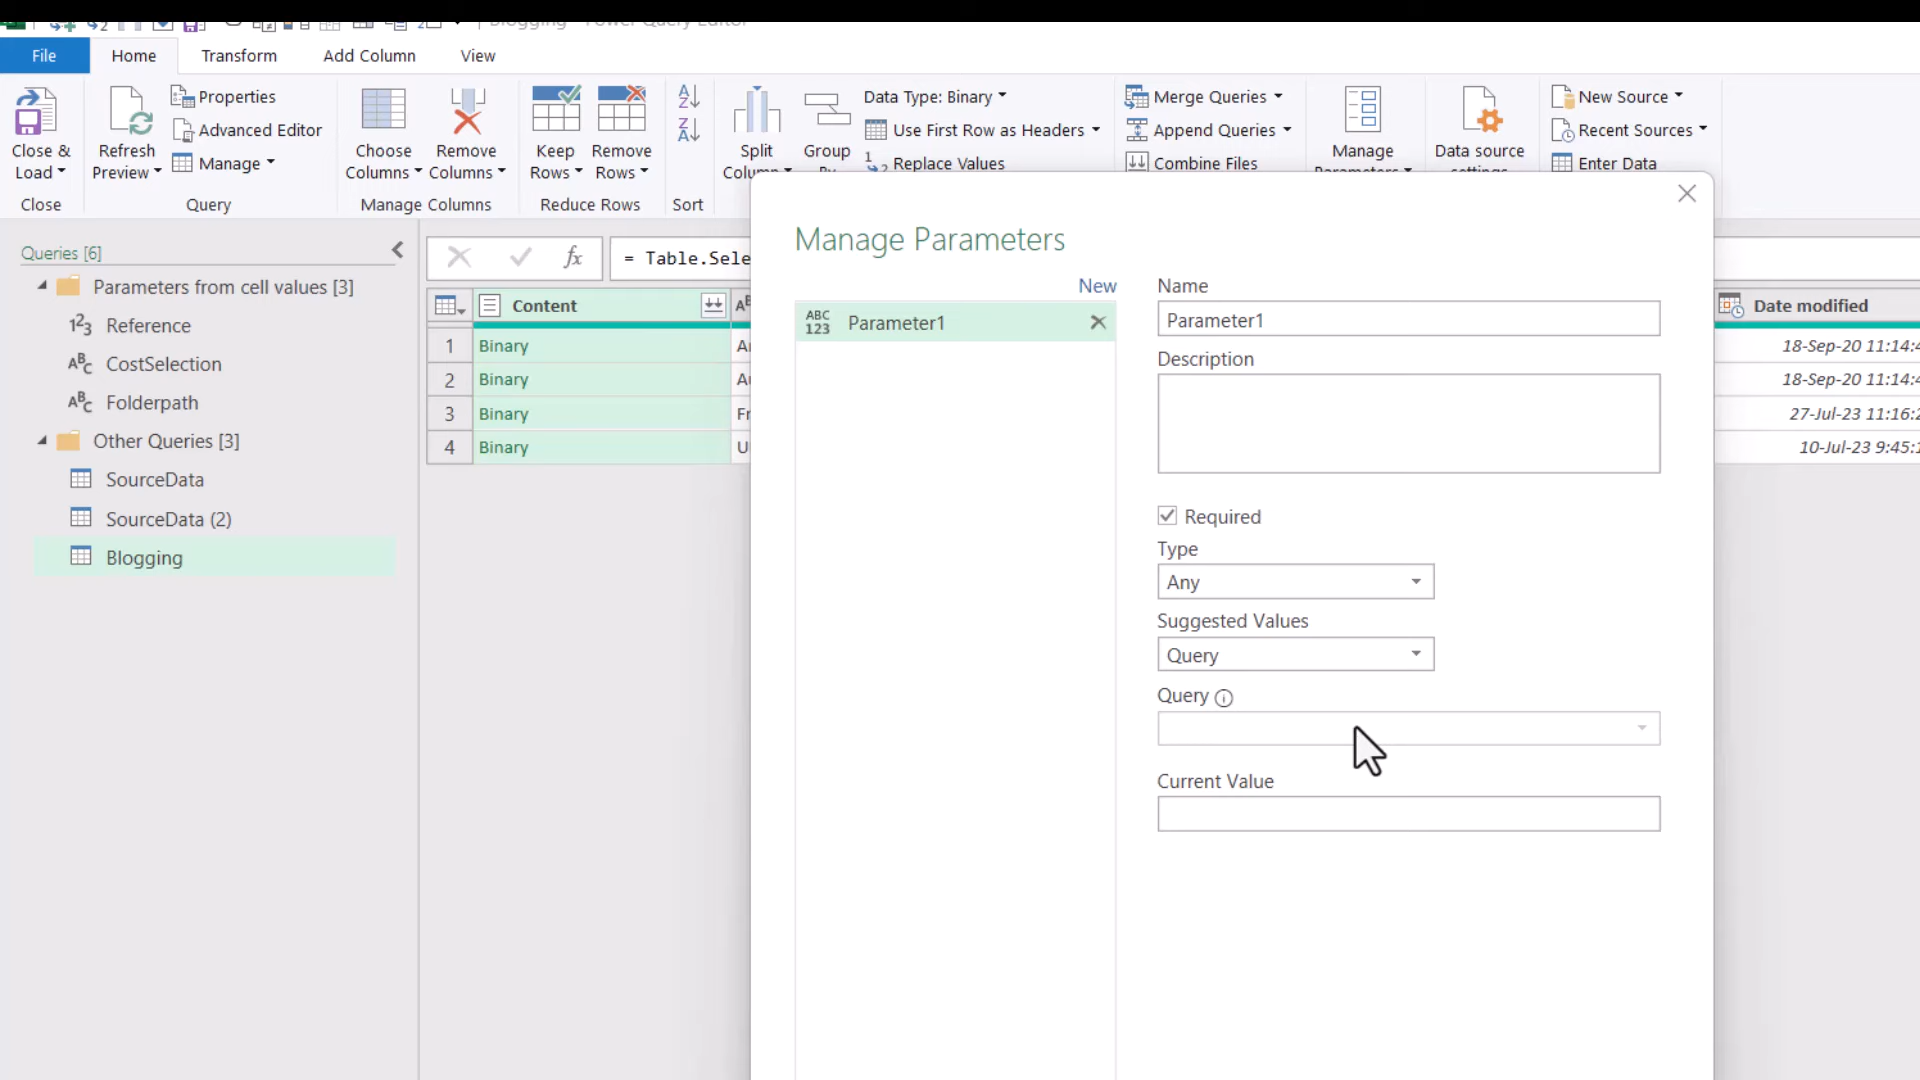 File
Home
Transform
Add Column
View
Close &
Load
Close
Refresh
Preview
Properties
Advanced Editor
Manage
Query
Choose
Columns
Remove
Columns
Manage Columns
Keep
Rows
Remove
Rows
Reduce Rows
Sort
Split
Group
Data Type: Binary
Use First Row as Headers
Replace Values
Merge Queries
Append Queries
Combine Files
Manage
Data source
New Source
Recent Sources
Enter Data
Queries [6]
Parameters from cell values [3]
Reference
CostSelection
Folderpath
Other Queries [3]
SourceData
SourceData (2)
Blogging
fx
= Table.Sele
Content
1 Binary
2 Binary
3 Binary
4 Binary
Date modified
18-Sep-20 11:14:4
18-Sep-20 11:14:4
27-Jul-23 11:16:2
10-Jul-23 9:45:1
Manage Parameters
New
ABC
123
Parameter1
Name
Parameter1
Description
Required
Type
Any
Suggested Values
Query
Query
Current Value